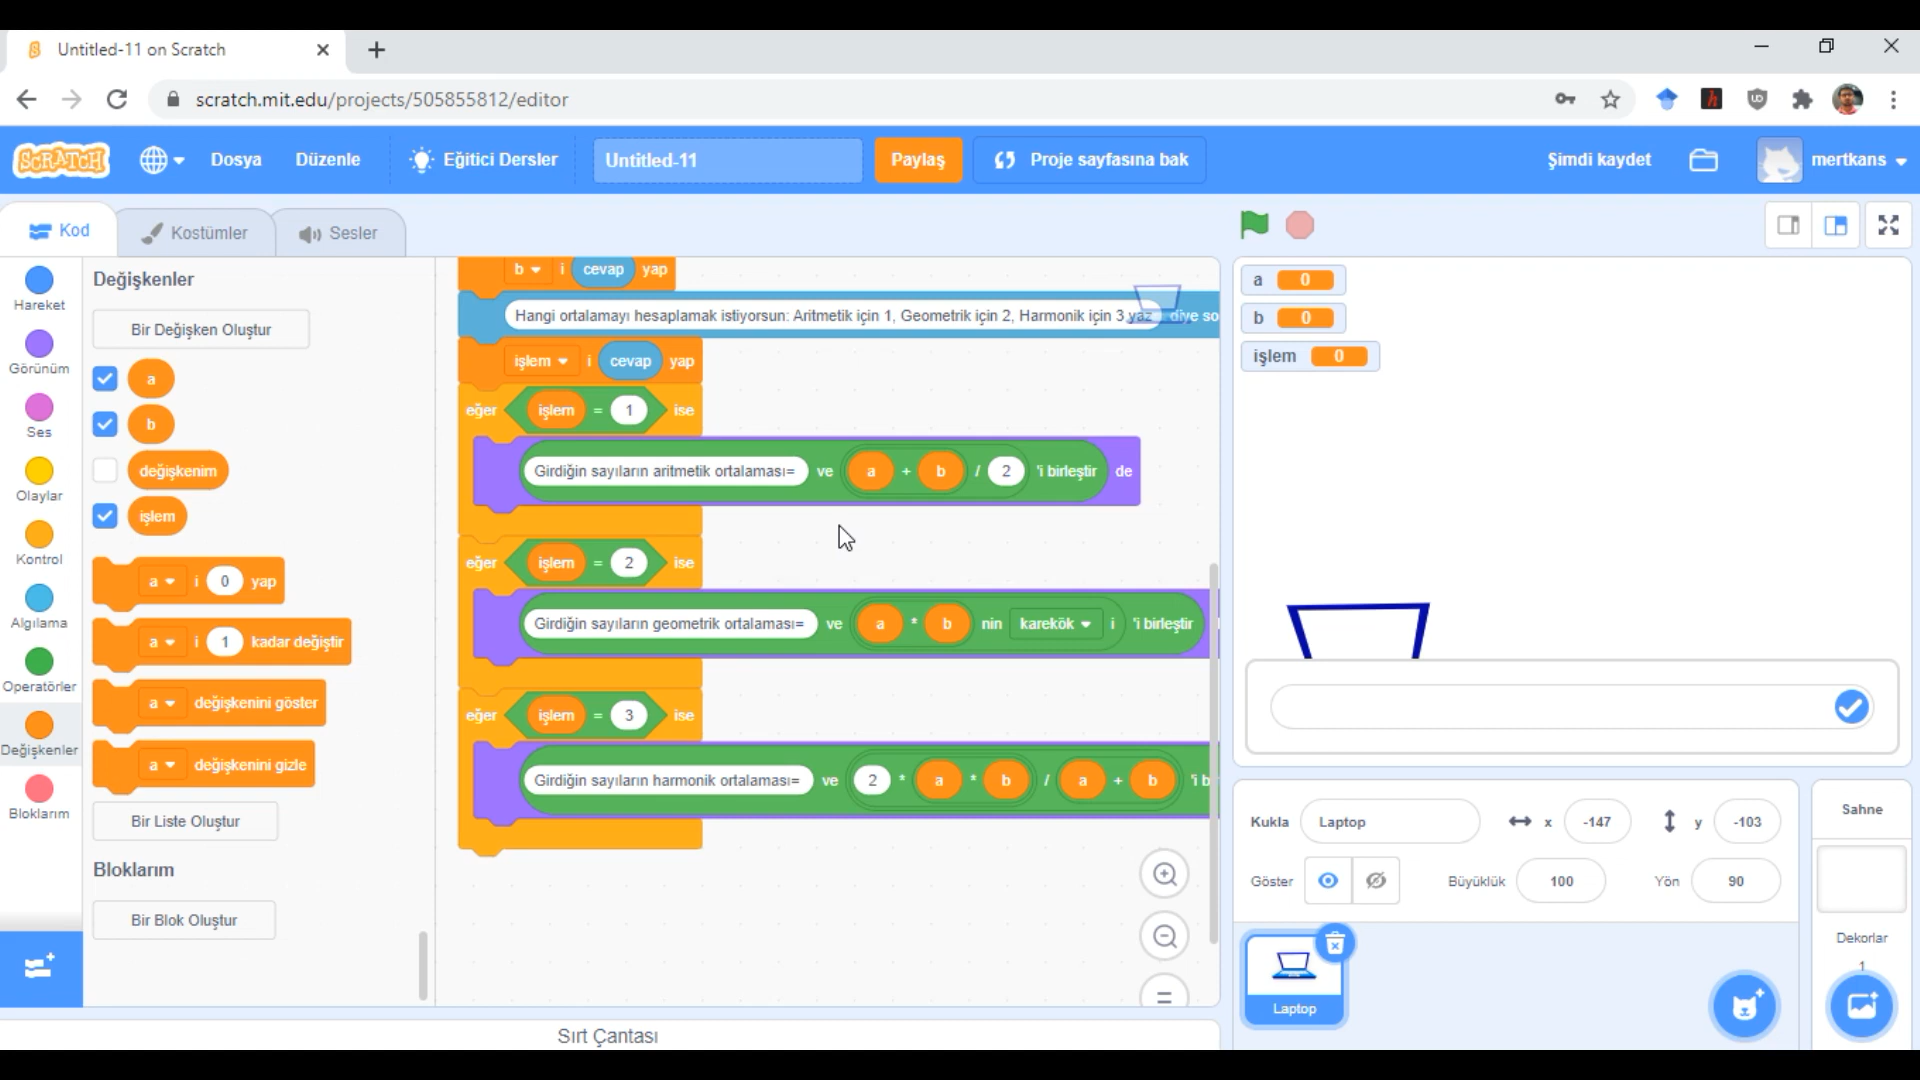 Untitled-11 on Scratch
scratch.mit.edu/projects/505855812/editor
SCRATCH
Dosya
Düzenle
Eğitici Dersler
Untitled-11
Paylaş
Proje sayfasına bak
Şimdi kaydet
mertkans
Kod
Kostümler
Sesler
Hareket
Görünüm
Ses
Olaylar
Kontrol
Algılama
Operatörler
Değişkenler
Bloklarım
Değişkenler
Bir Değişken Oluştur
a
b
değişkenim
işlem
a i 0 yap
a i 1 kadar değiştir
a değişkenini göster
a değişkenini gizle
Bir Liste Oluştur
Bloklarım
Bir Blok Oluştur
b i cevap yap
Hangi ortalamayı hesaplamak istiyorsun: Aritmetik için 1, Geometrik için 2, Harmonik için 3 yaz diye so
işlem i cevap yap
eğer işlem = 1 ise
Girdiğin sayıların aritmetik ortalaması= ve a + b / 2 'i birleştir de
eğer işlem = 2 ise
Girdiğin sayıların geometrik ortalaması= ve a * b nin karekök i 'i birleştir
eğer işlem = 3 ise
Girdiğin sayıların harmonik ortalaması= ve 2 * a * b / a + b 'i b
Sırt Çantası
a 0
b 0
işlem 0
Kukla Laptop x -147 y -103
Göster Büyüklük 100 Yön 90
Laptop
Sahne
Dekorlar
1